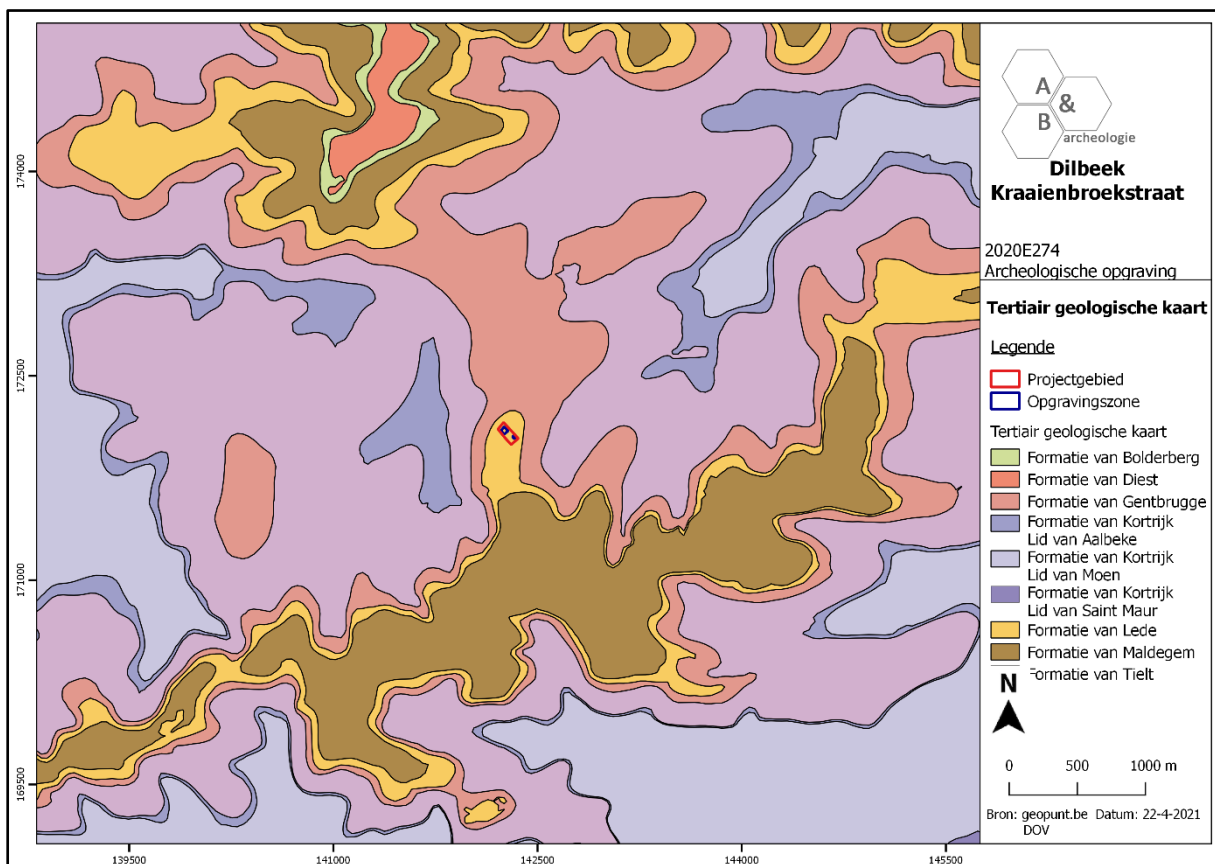 A
&
B
archeologie
Dilbeek
Kraaienbroekstraat
2020E274
Archeologische opgraving
Tertiair geologische kaart
Legende
Projectgebied
Opgravingszone
Tertiair geologische kaart
Formatie van Bolderberg
Formatie van Diest
Formatie van Gentbrugge
Formatie van Kortrijk
Lid van Aalbeke
Formatie van Kortrijk
Lid van Moen
Formatie van Kortrijk
Lid van Saint Maur
Formatie van Lede
Formatie van Maldegem
Formatie van Tielt
N
0 500 1000 m
Bron: geopunt.be Datum: 22-4-2021
DOV
174000
172500
171000
169500
139500 141000 142500 144000 145500